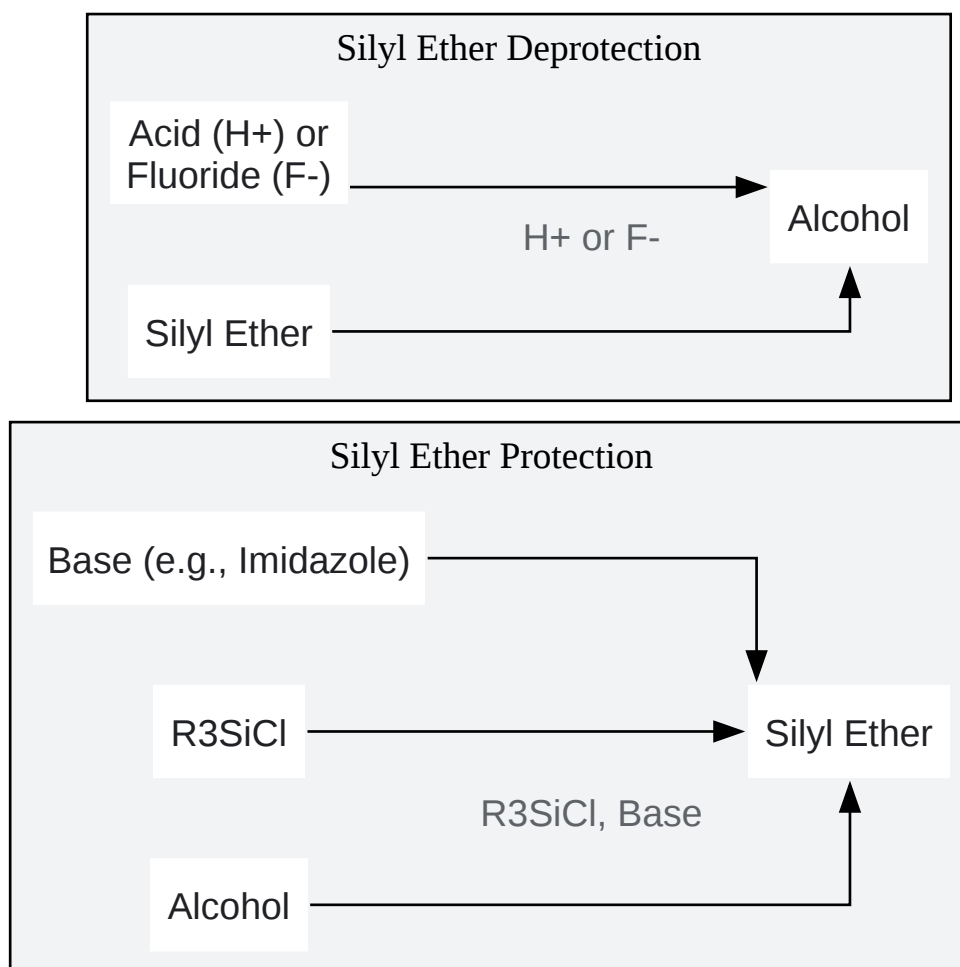 Silyl Ether Deprotection
Acid (H+) or
Fluoride (F-)
Alcohol
H+ or F-
Silyl Ether
Silyl Ether Protection
Base (e.g., Imidazole)
R3SiCl
Silyl Ether
R3SiCl, Base
Alcohol